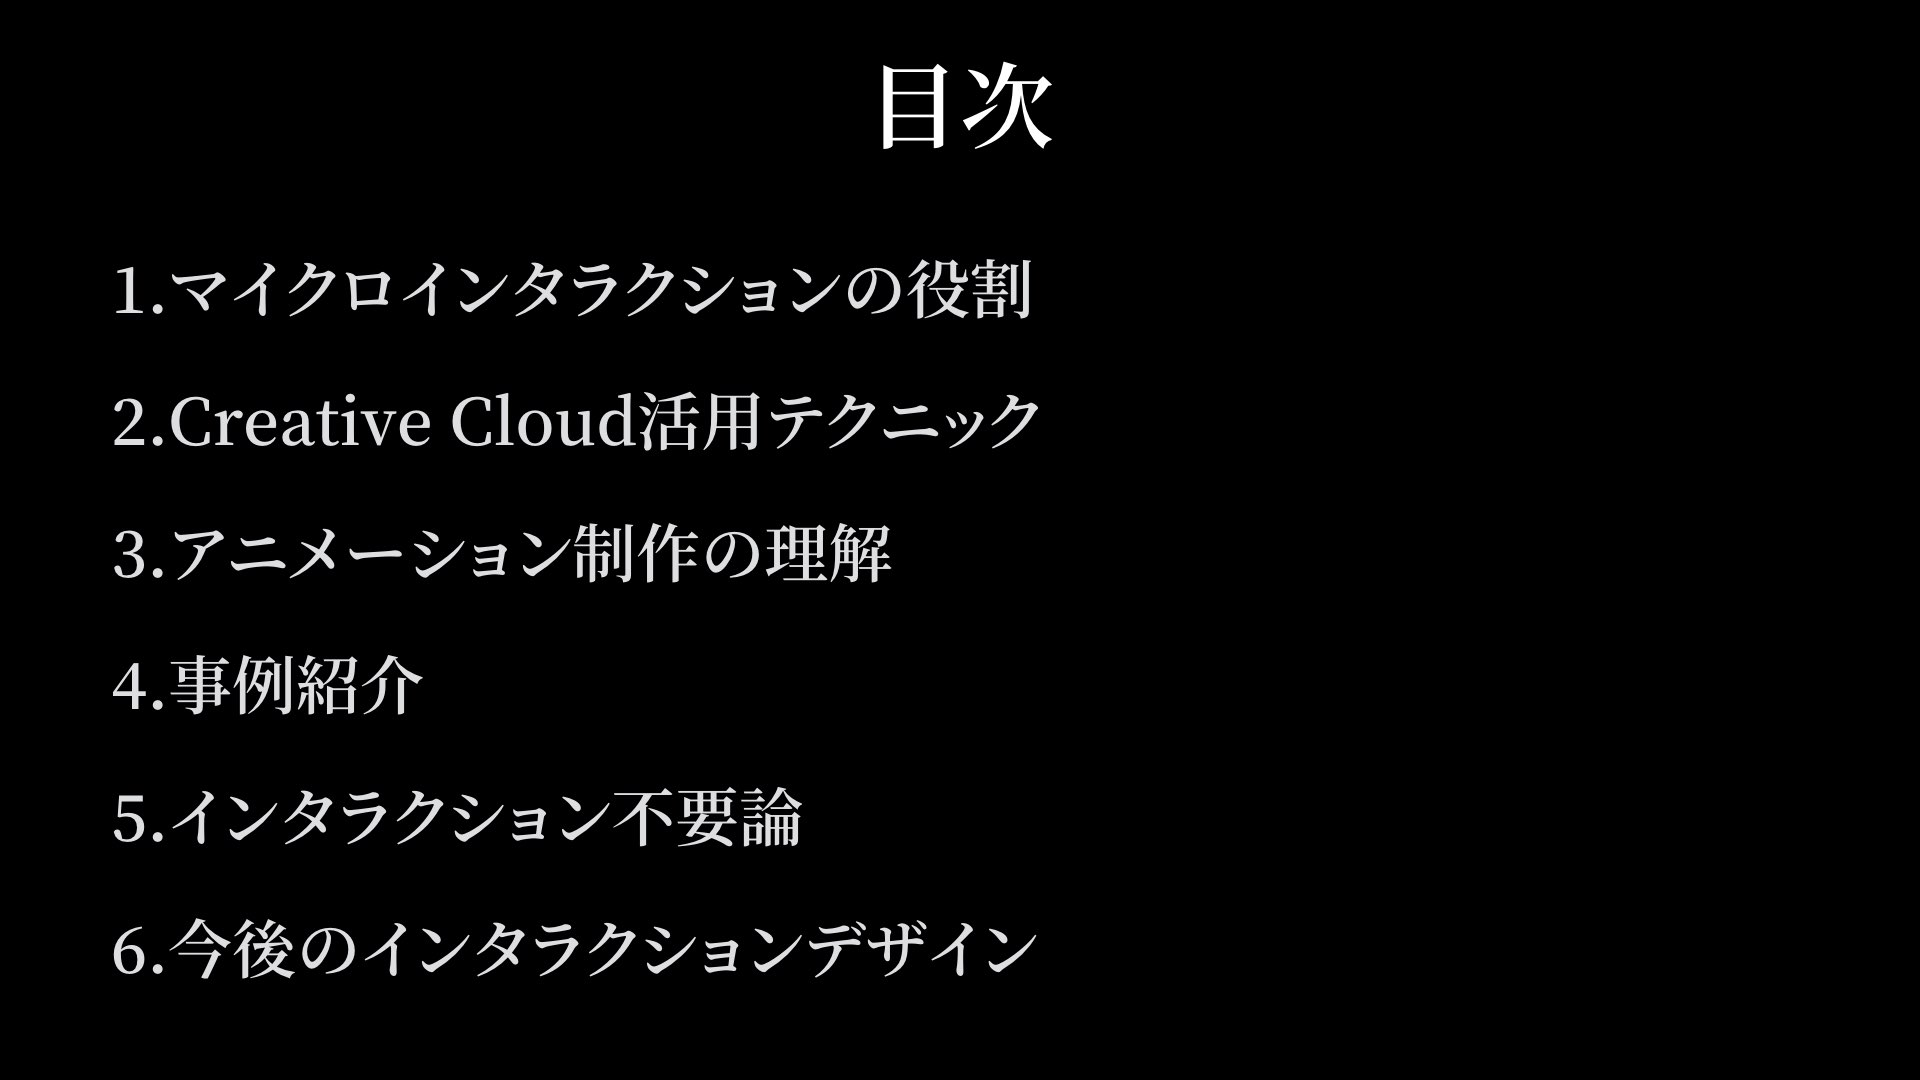 目次
1.マイクロインタラクションの役割
2.Creative Cloud活用テクニック
3.アニメーション制作の理解
4.事例紹介
5.インタラクション不要論
6.今後のインタラクションデザイン